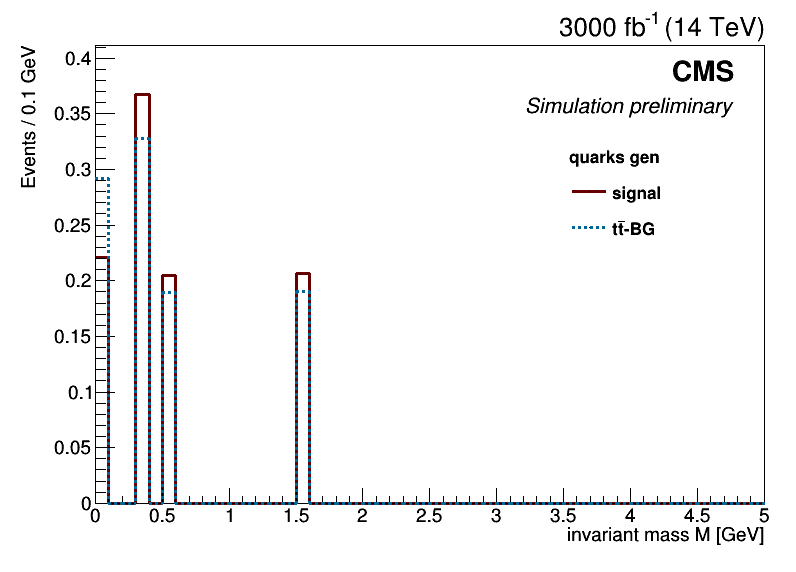 3000 fb⁻¹ (14 TeV)
CMS
Simulation preliminary
quarks gen
signal
tt̄-BG
Events / 0.1 GeV
0.4
0.35
0.3
0.25
0.2
0.15
0.1
0.05
0
0 0.5 1 1.5 2 2.5 3 3.5 4 4.5 5
invariant mass M [GeV]